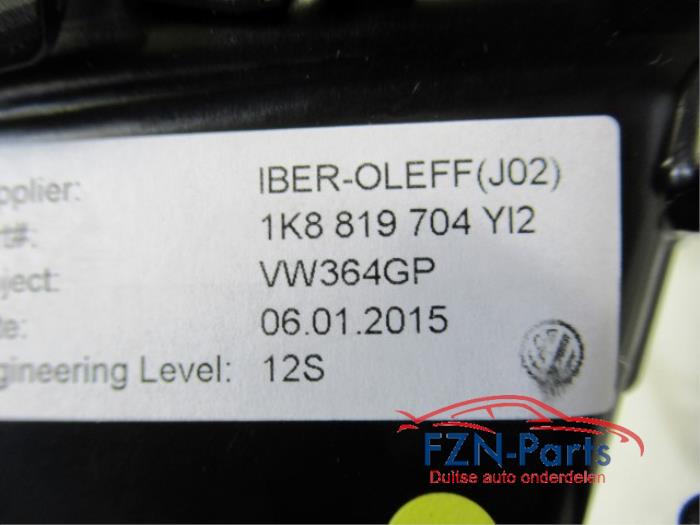 pplier: IBER-OLEFF(J02)
t#: 1K8 819 704 YI2
oject: VW364GP
te: 06.01.2015
gineering Level: 12S
FZN-Parts
Duitse auto onderdelen